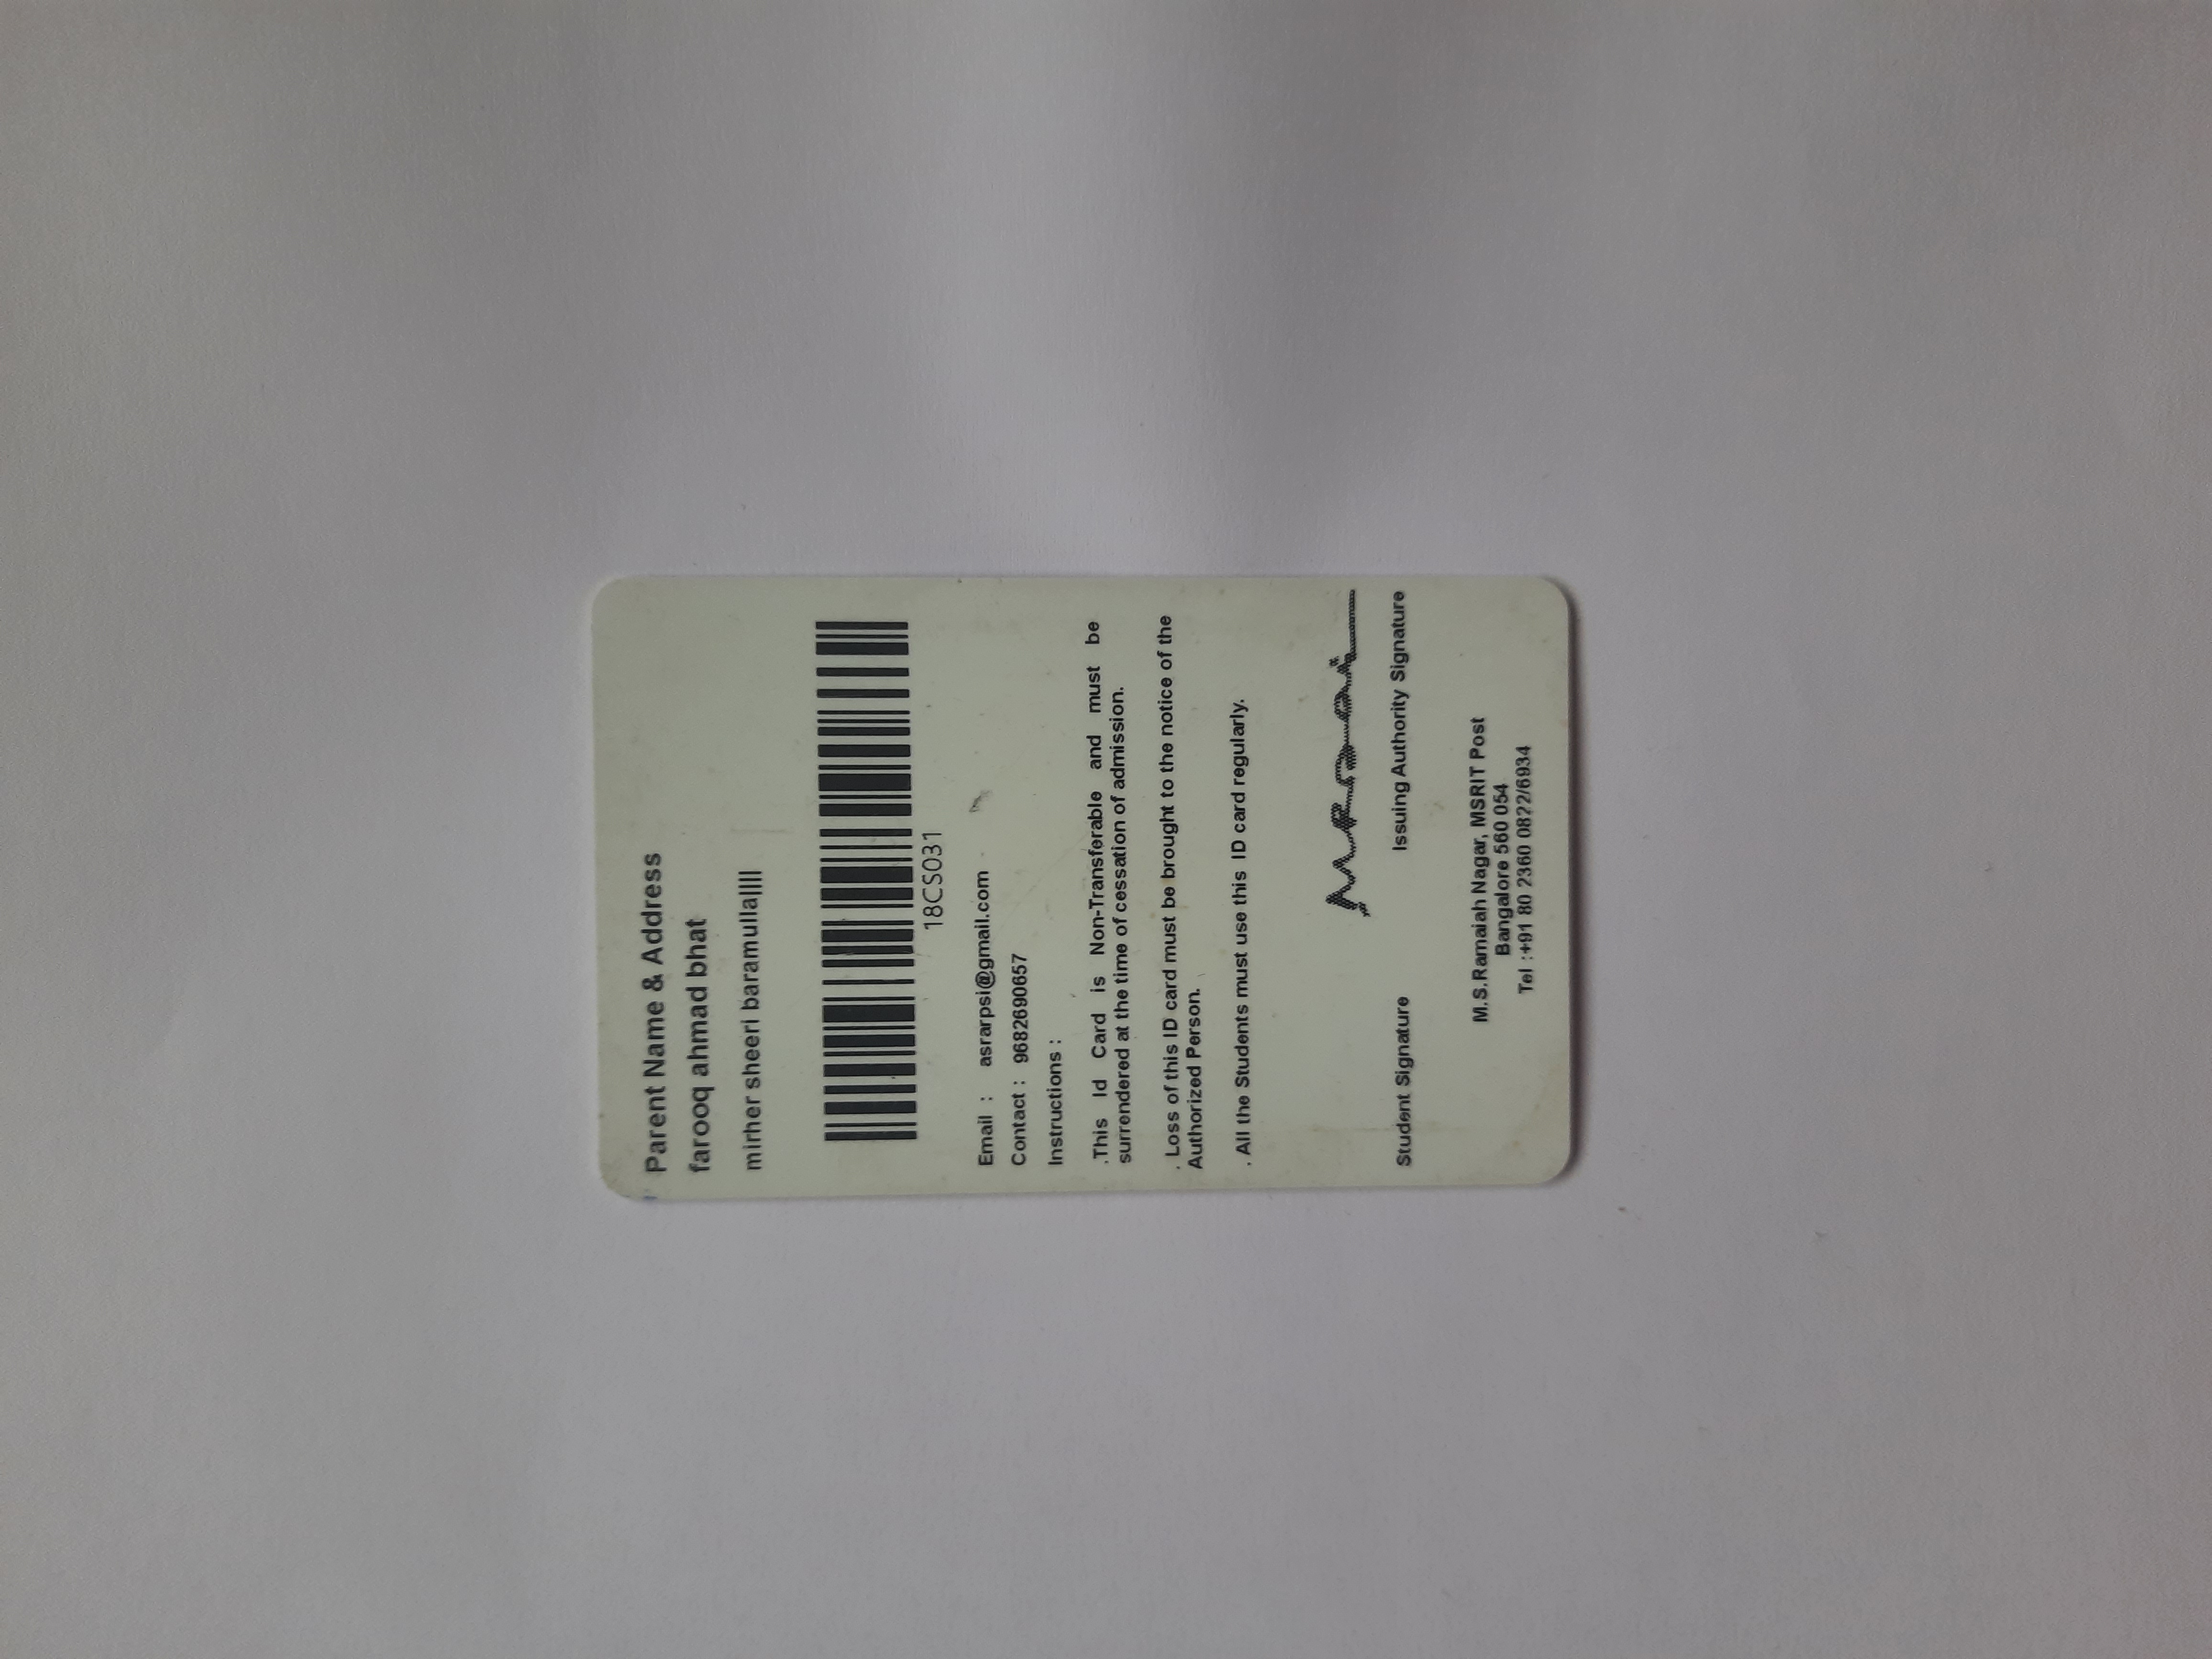 Parent Name & Address
farooq ahmad bhat
mirher sheeri baramulla||||
18CS031
Email : asrarpsi@gmail.com
Contact : 9682690657
Instructions :
.This Id Card is Non-Transferable and must be
surrendered at the time of cessation of admission.
. Loss of this ID card must be brought to the notice of the
Authorized Person.
. All the Students must use this ID card regularly.
Student Signature Issuing Authority Signature
M.S.Ramaiah Nagar, MSRIT Post
Bangalore 560 054
Tel :+91 80 2360 0822/6934